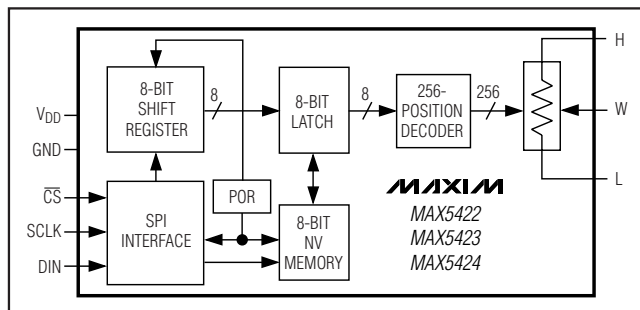 H
8-BIT
SHIFT
REGISTER
8
8-BIT
LATCH
8
256-
POSITION
DECODER
256
VDD
W
GND
L
POR
MAXIM
CS
SPI
INTERFACE
8-BIT
NV
MEMORY
MAX5422
SCLK
MAX5423
DIN
MAX5424